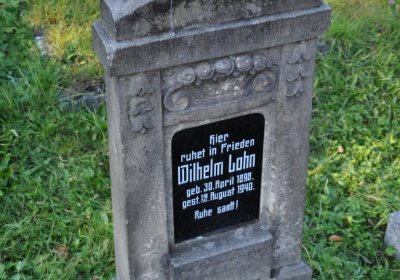 Hier
ruhet in Frieden
Wilhelm Lohn
geb. 30. April 1898.
gest. 12. August 1940.
Ruhe sanft!